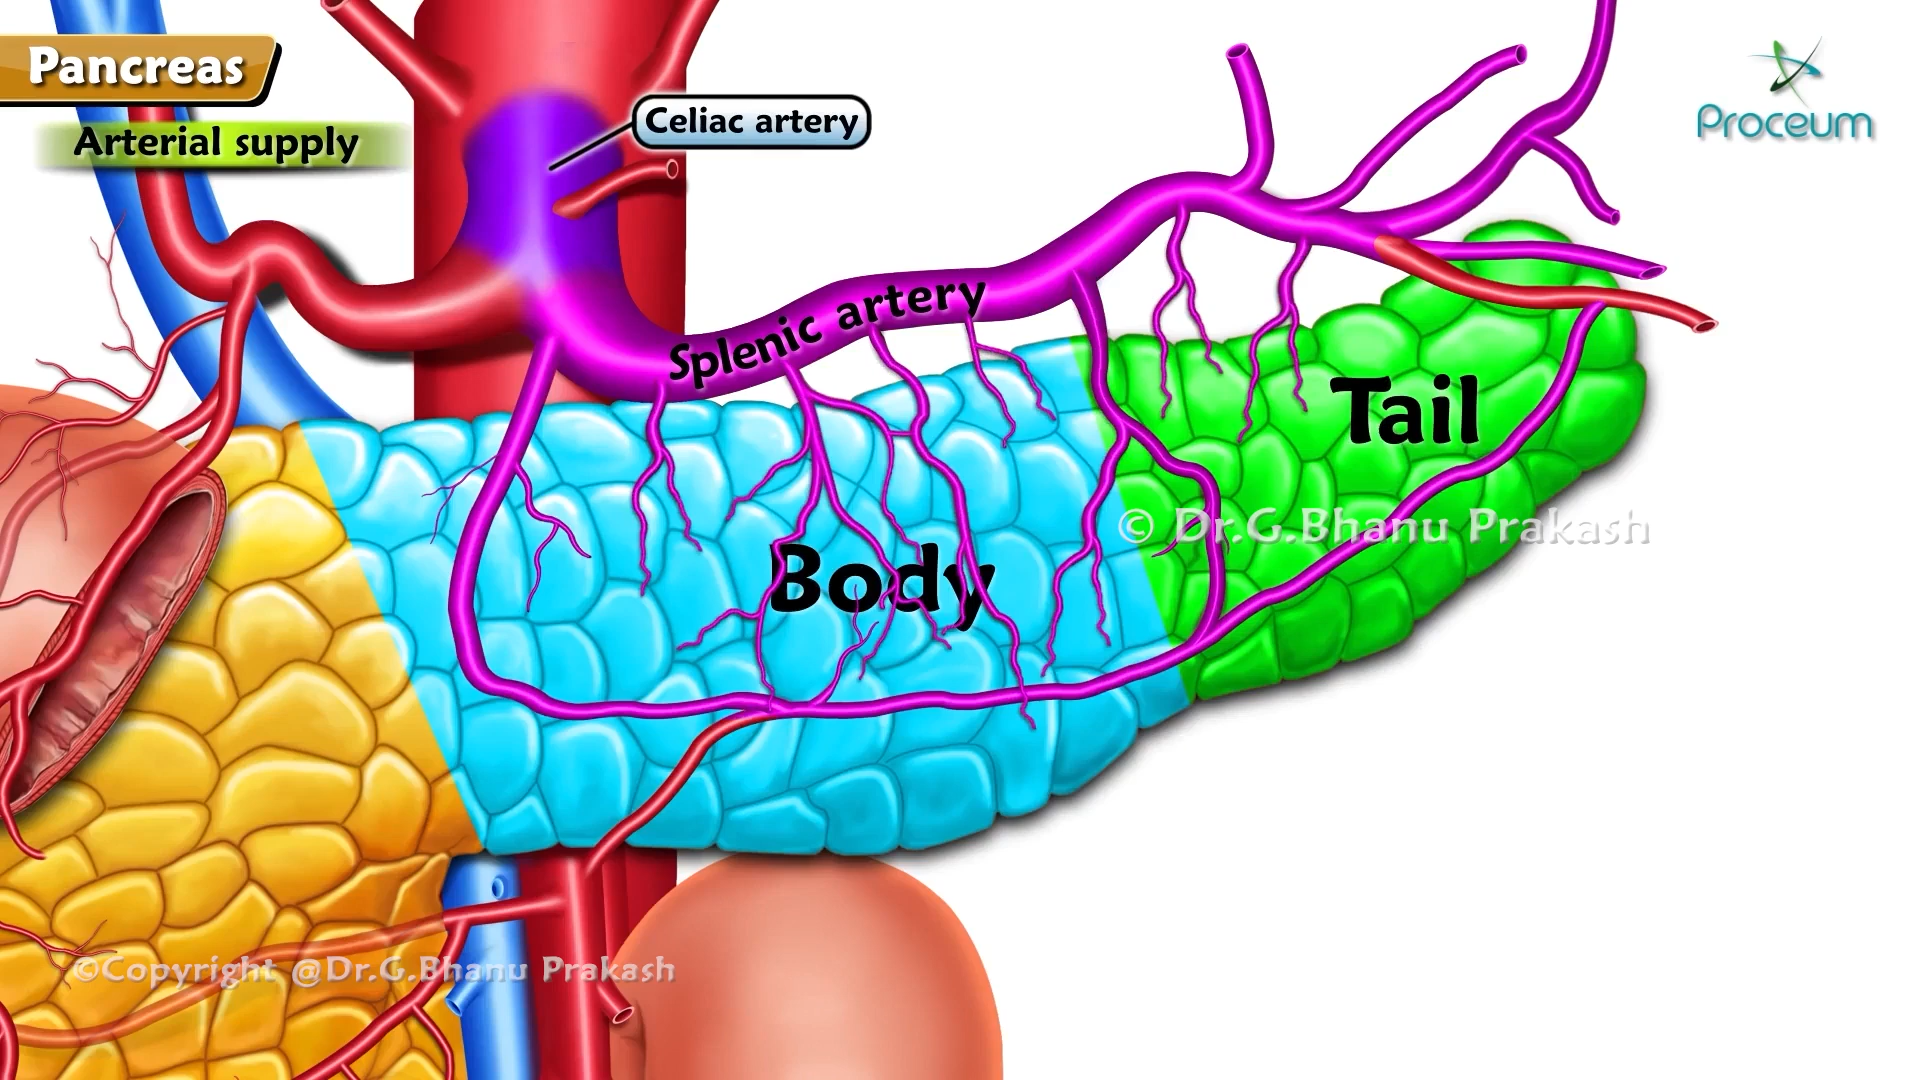 Pancreas
Arterial supply
Celiac artery
Proceum
Splenic artery
Tail
© Dr.G.Bhanu Prakash
Body
©Copyright @Dr.G.Bhanu Prakash